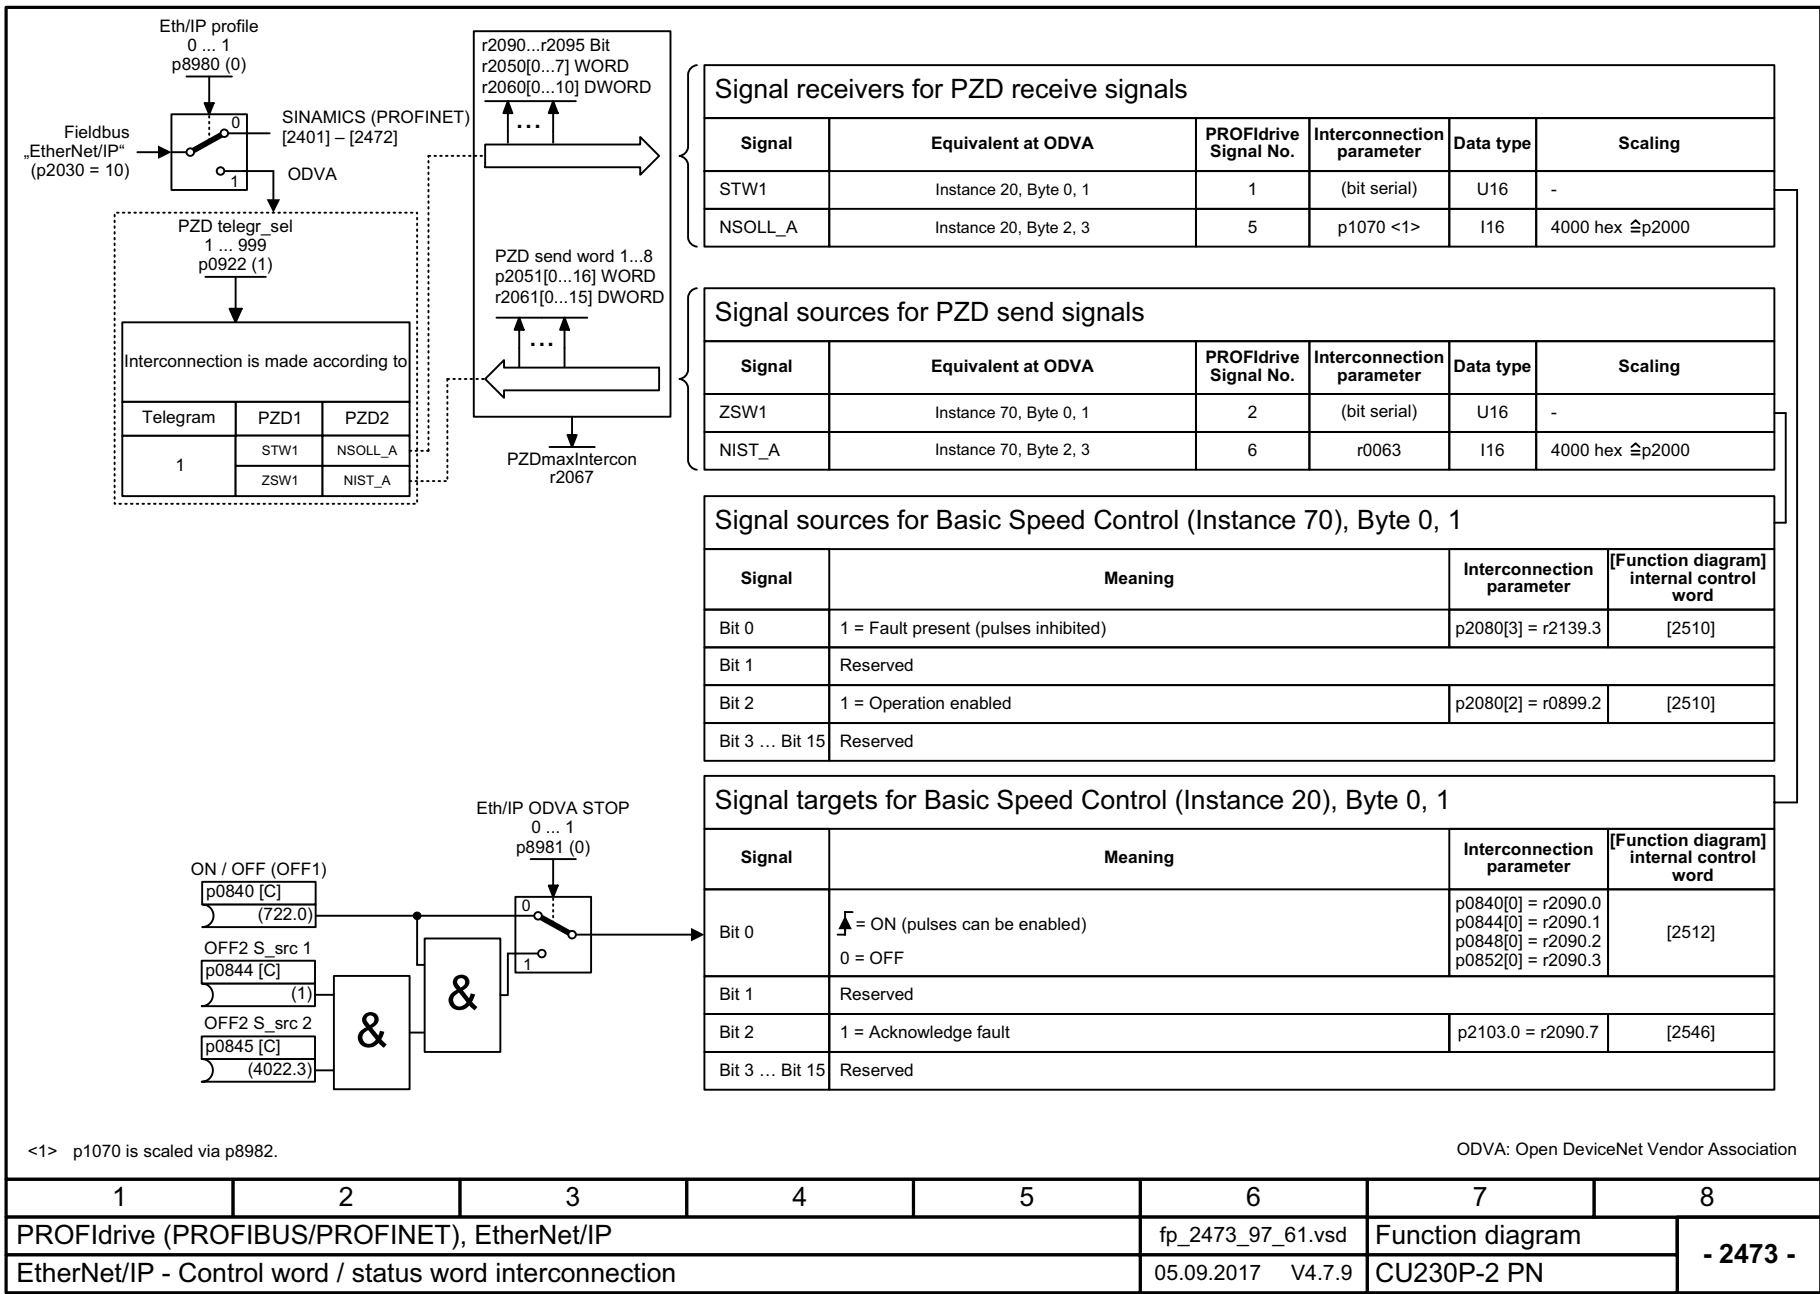 Eth/IP profile
0 ... 1
p8980 (0)
0
SINAMICS (PROFINET)
[2401] – [2472]
Fieldbus
„EtherNet/IP“
(p2030 = 10)
1
ODVA
PZD telegr_sel
1 ... 999
p0922 (1)
Interconnection is made according to
Telegram PZD1 PZD2
1 STW1 NSOLL_A
ZSW1 NIST_A
r2090...r2095 Bit
r2050[0...7] WORD
r2060[0...10] DWORD
...
PZD send word 1...8
p2051[0...16] WORD
r2061[0...15] DWORD
...
PZDmaxIntercon
r2067
Signal receivers for PZD receive signals
Signal Equivalent at ODVA PROFIdrive Signal No. Interconnection parameter Data type Scaling
STW1 Instance 20, Byte 0, 1 1 (bit serial) U16 -
NSOLL_A Instance 20, Byte 2, 3 5 p1070 <1> I16 4000 hex ≙p2000
Signal sources for PZD send signals
Signal Equivalent at ODVA PROFIdrive Signal No. Interconnection parameter Data type Scaling
ZSW1 Instance 70, Byte 0, 1 2 (bit serial) U16 -
NIST_A Instance 70, Byte 2, 3 6 r0063 I16 4000 hex ≙p2000
Signal sources for Basic Speed Control (Instance 70), Byte 0, 1
Signal Meaning Interconnection parameter [Function diagram] internal control word
Bit 0 1 = Fault present (pulses inhibited) p2080[3] = r2139.3 [2510]
Bit 1 Reserved
Bit 2 1 = Operation enabled p2080[2] = r0899.2 [2510]
Bit 3 … Bit 15 Reserved
Eth/IP ODVA STOP
0 ... 1
p8981 (0)
0
1
ON / OFF (OFF1)
p0840 [C]
(722.0)
OFF2 S_src 1
p0844 [C]
(1)
OFF2 S_src 2
p0845 [C]
(4022.3)
&
&
Signal targets for Basic Speed Control (Instance 20), Byte 0, 1
Signal Meaning Interconnection parameter [Function diagram] internal control word
Bit 0 = ON (pulses can be enabled)
0 = OFF
p0840[0] = r2090.0
p0844[0] = r2090.1
p0848[0] = r2090.2
p0852[0] = r2090.3
[2512]
Bit 1 Reserved
Bit 2 1 = Acknowledge fault p2103.0 = r2090.7 [2546]
Bit 3 … Bit 15 Reserved
<1> p1070 is scaled via p8982.
ODVA: Open DeviceNet Vendor Association
1 2 3 4 5 6 7 8
PROFIdrive (PROFIBUS/PROFINET), EtherNet/IP fp_2473_97_61.vsd Function diagram
- 2473 -
EtherNet/IP - Control word / status word interconnection 05.09.2017 V4.7.9 CU230P-2 PN